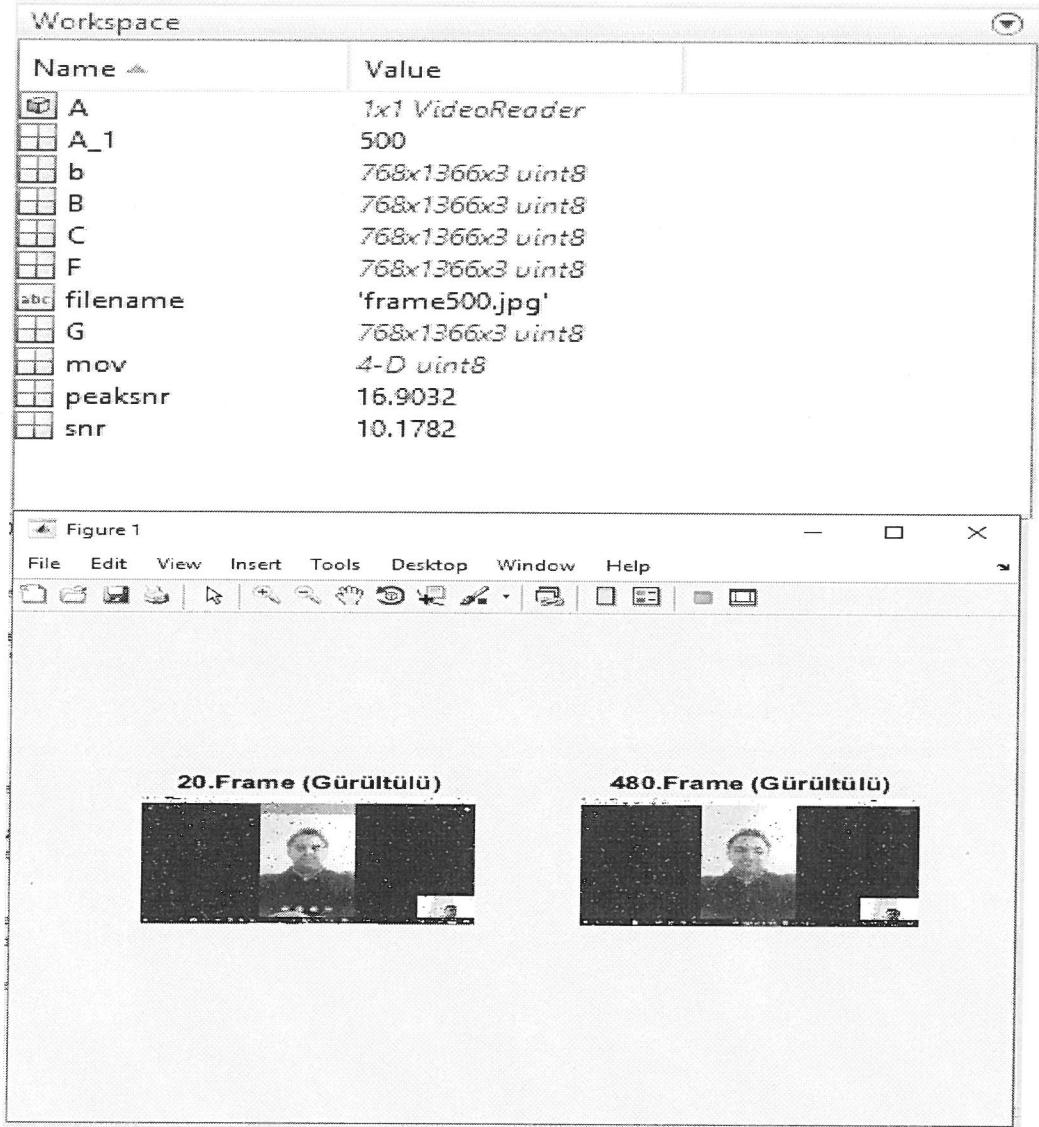 Workspace
Name Value
A 1x1 VideoReader
A_1 500
b 768x1366x3 uint8
B 768x1366x3 uint8
C 768x1366x3 uint8
F 768x1366x3 uint8
abc filename 'frame500.jpg'
G 768x1366x3 uint8
mov 4-D uint8
peaksnr 16.9032
snr 10.1782
Figure 1
File Edit View Insert Tools Desktop Window Help
20.Frame (Gürültülü) 480.Frame (Gürültülü)